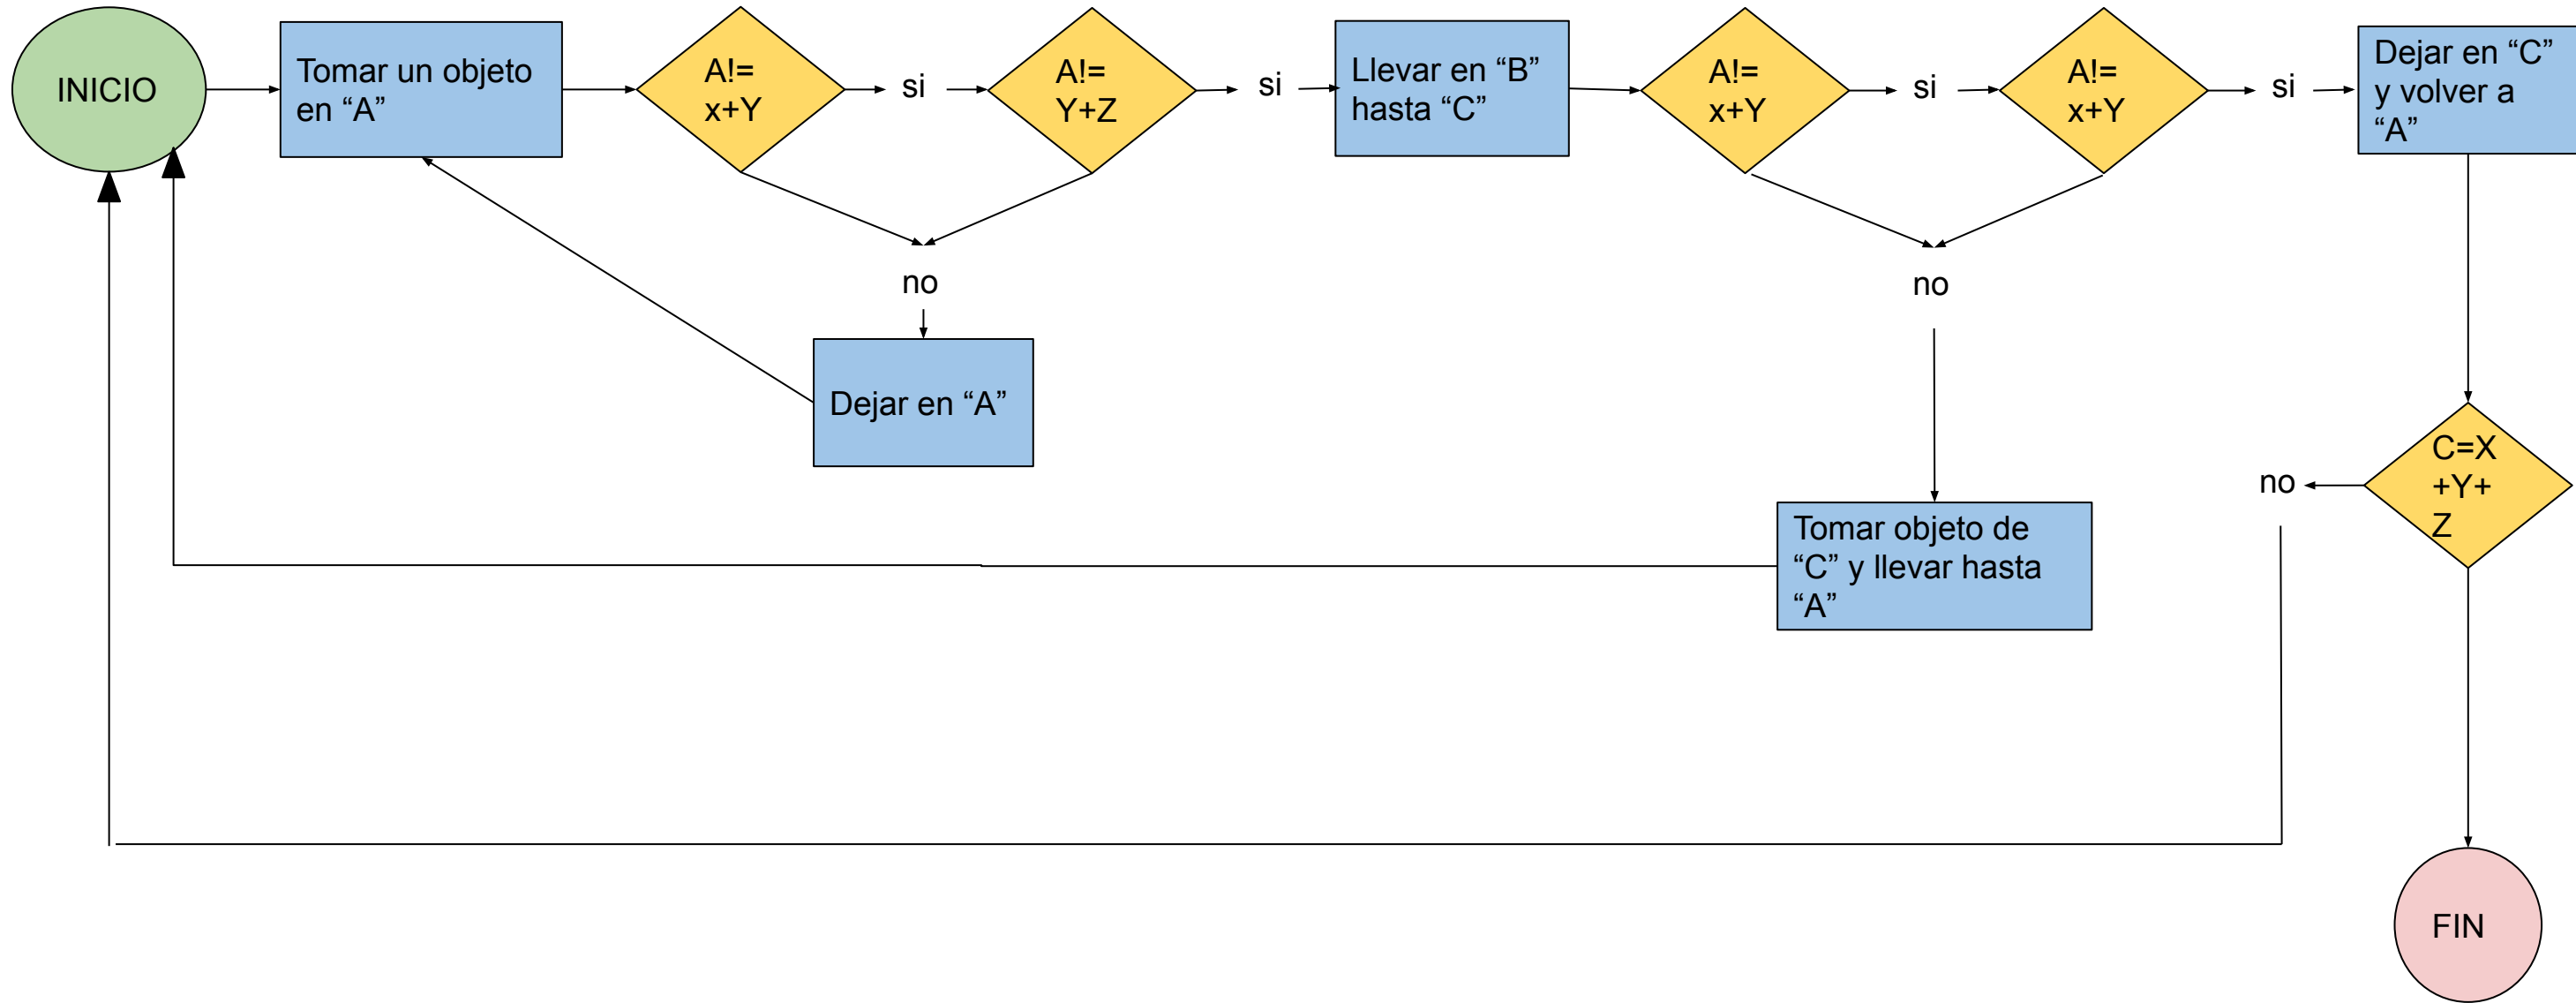 INICIO
Tomar un objeto
en “A”
A!=
x+Y
si
A!=
Y+Z
si
Llevar en “B”
hasta “C”
A!=
x+Y
si
A!=
x+Y
si
Dejar en “C”
y volver a
“A”
no
Dejar en “A”
no
Tomar objeto de
“C” y llevar hasta
“A”
no
C=X
+Y+
Z
FIN